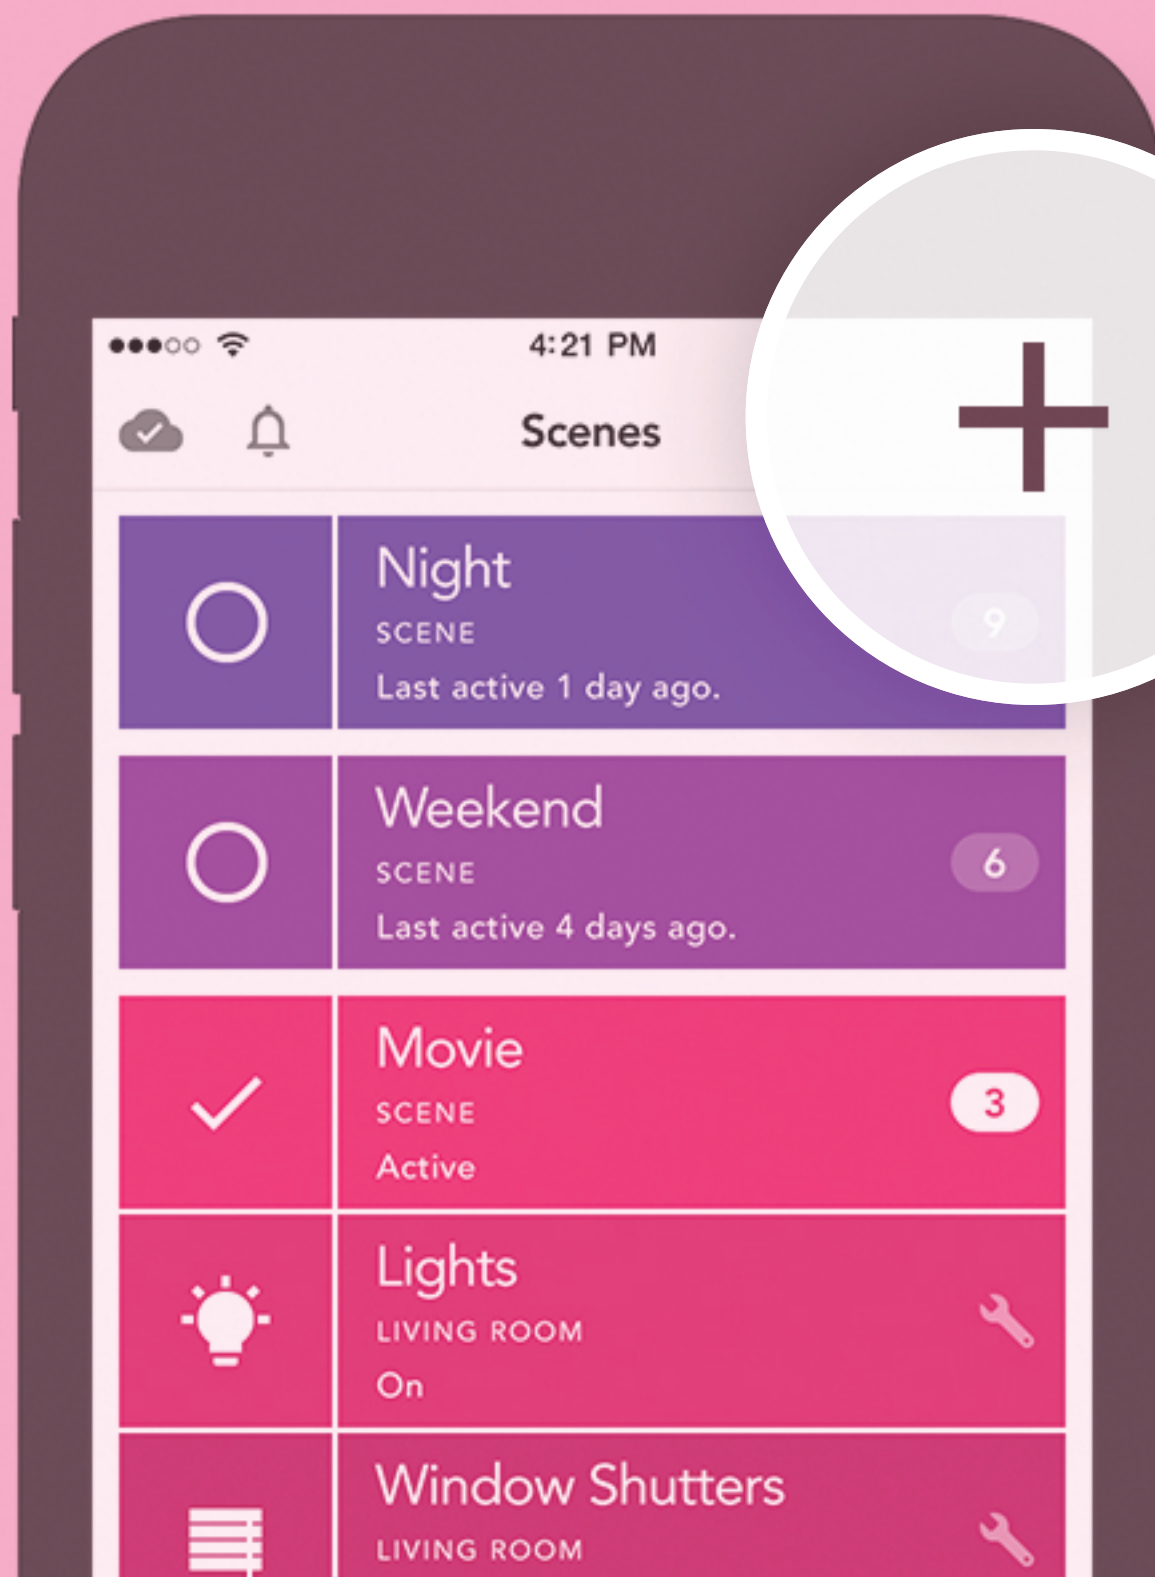 4:21 PM
Scenes
Night
SCENE
Last active 1 day ago.
9
Weekend
SCENE
Last active 4 days ago.
6
Movie
SCENE
Active
3
Lights
LIVING ROOM
On
Window Shutters
LIVING ROOM